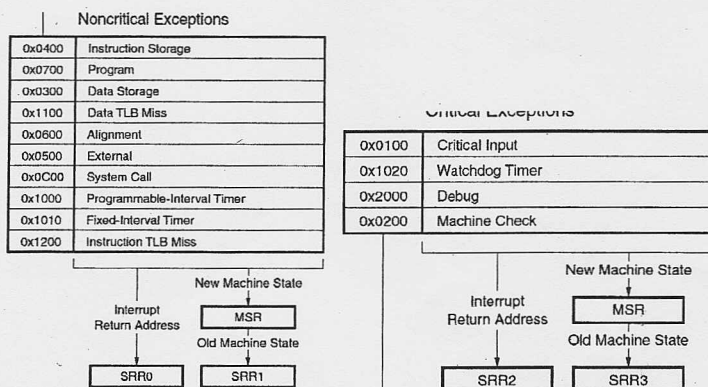 Noncritical Exceptions
0x0400 Instruction Storage
0x0700 Program
0x0300 Data Storage
0x1100 Data TLB Miss
0x0600 Alignment
0x0500 External
0x0C00 System Call
0x1000 Programmable-Interval Timer
0x1010 Fixed-Interval Timer
0x1200 Instruction TLB Miss
New Machine State
Interrupt
Return Address
MSR
Old Machine State
SRR0
SRR1
Critical Exceptions
0x0100 Critical Input
0x1020 Watchdog Timer
0x2000 Debug
0x0200 Machine Check
New Machine State
Interrupt
Return Address
MSR
Old Machine State
SRR2
SRR3